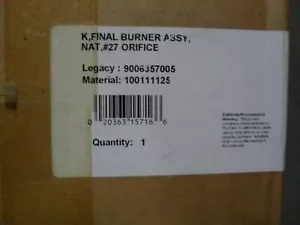 K,FINAL BURNER ASSY,
NAT,#27 ORIFICE
Legacy : 9006357005
Material: 100111125
0 20363 15716 6
Quantity: 1